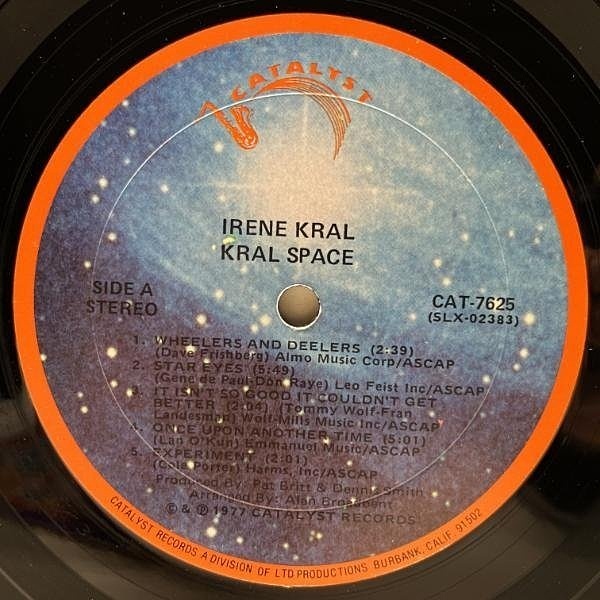 CATALYST
IRENE KRAL
KRAL SPACE
SIDE A
STEREO
CAT-7625
(SLX-02383)
1. WHEELERS AND DEELERS (2:39)
(Dave Frishberg) Almo Music Corp/ASCAP
2. STAR EYES (5:49)
(Gene de Paul-Don Raye) Leo Feist Inc/ASCAP
3. IT ISN'T SO GOOD IT COULDN'T GET
BETTER (2:04) (Tommy Wolf-Fran
Landesman) Wolf-Mills Music Inc/ASCAP
4. ONCE UPON ANOTHER TIME (5:01)
(Lan O'Kun) Emmanuel Music/ASCAP
5. EXPERIMENT (2:01)
(Cole Porter) Harms, Inc/ASCAP
Produced By: Pat Britt & Dennis Smith
Arranged By: Alan Broadbent
© & ℗ 1977 CATALYST RECORDS
CATALYST RECORDS A DIVISION OF LTD PRODUCTIONS BURBANK, CALIF. 91502